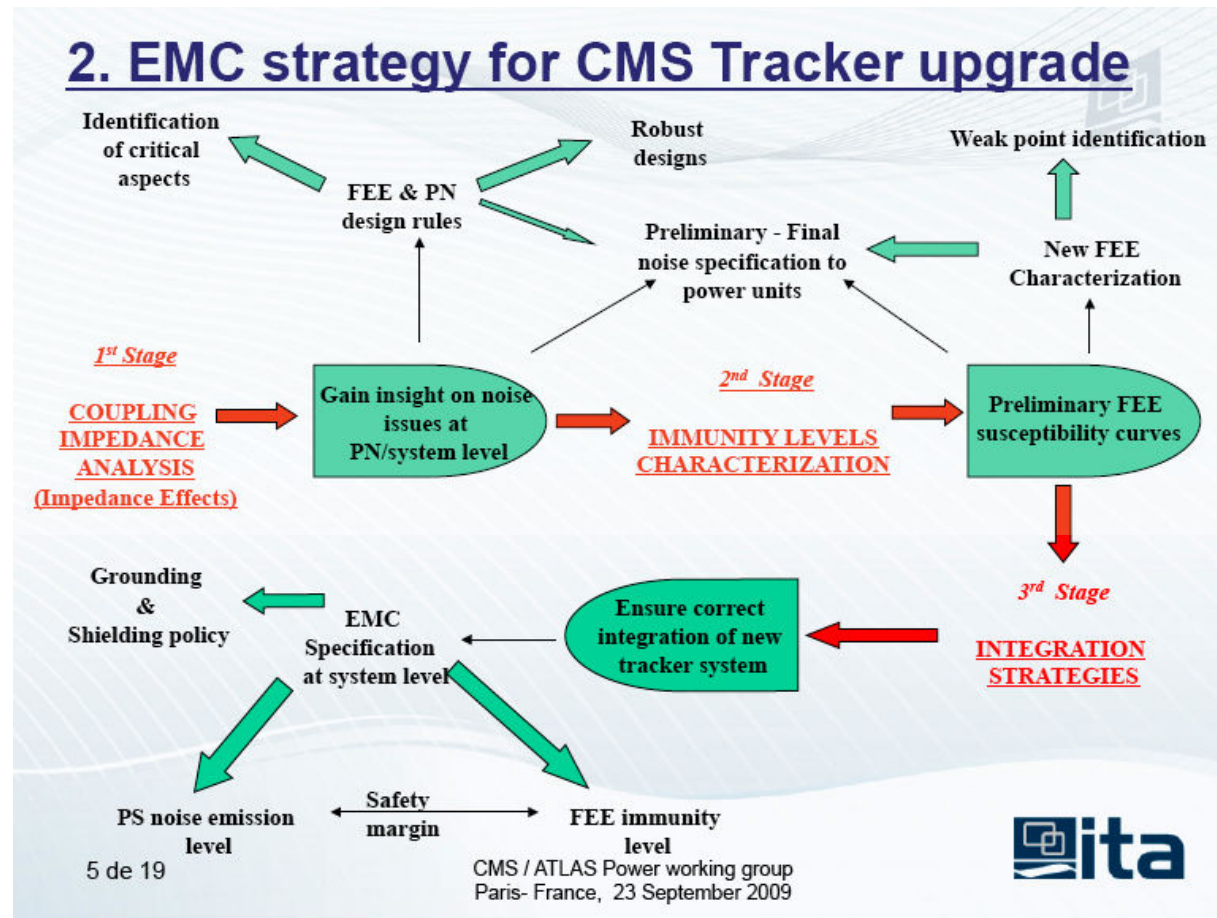 2. EMC strategy for CMS Tracker upgrade
Identification
of critical
aspects
Robust
designs
Weak point identification
FEE & PN
design rules
Preliminary - Final
noise specification to
power units
New FEE
Characterization
1st Stage
COUPLING
IMPEDANCE
ANALYSIS
(Impedance Effects)
Gain insight on noise
issues at
PN/system level
2nd Stage
IMMUNITY LEVELS
CHARACTERIZATION
Preliminary FEE
susceptibility curves
3rd Stage
INTEGRATION
STRATEGIES
Ensure correct
integration of new
tracker system
EMC
Specification
at system level
Grounding
&
Shielding policy
PS noise emission
level
Safety
margin
FEE immunity
level
5 de 19
CMS / ATLAS Power working group
Paris- France, 23 September 2009
ita